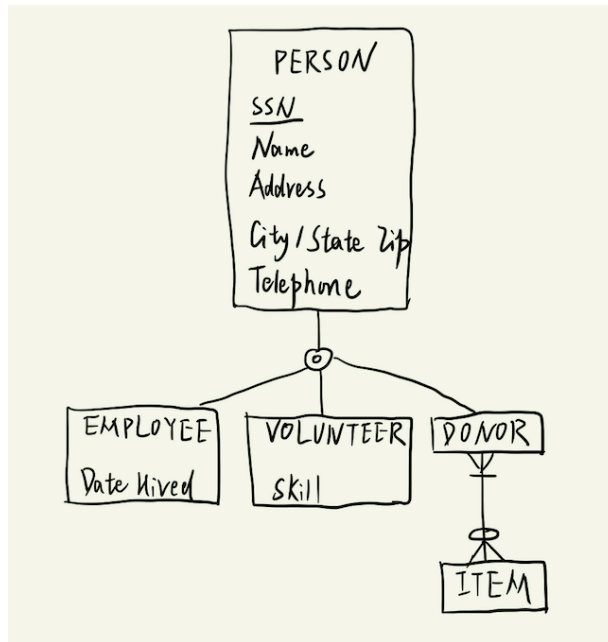 PERSON
SSN
Name
Address
City/State Zip
Telephone
o
EMPLOYEE
Date Hired
VOLUNTEER
Skill
DONOR
ITEM